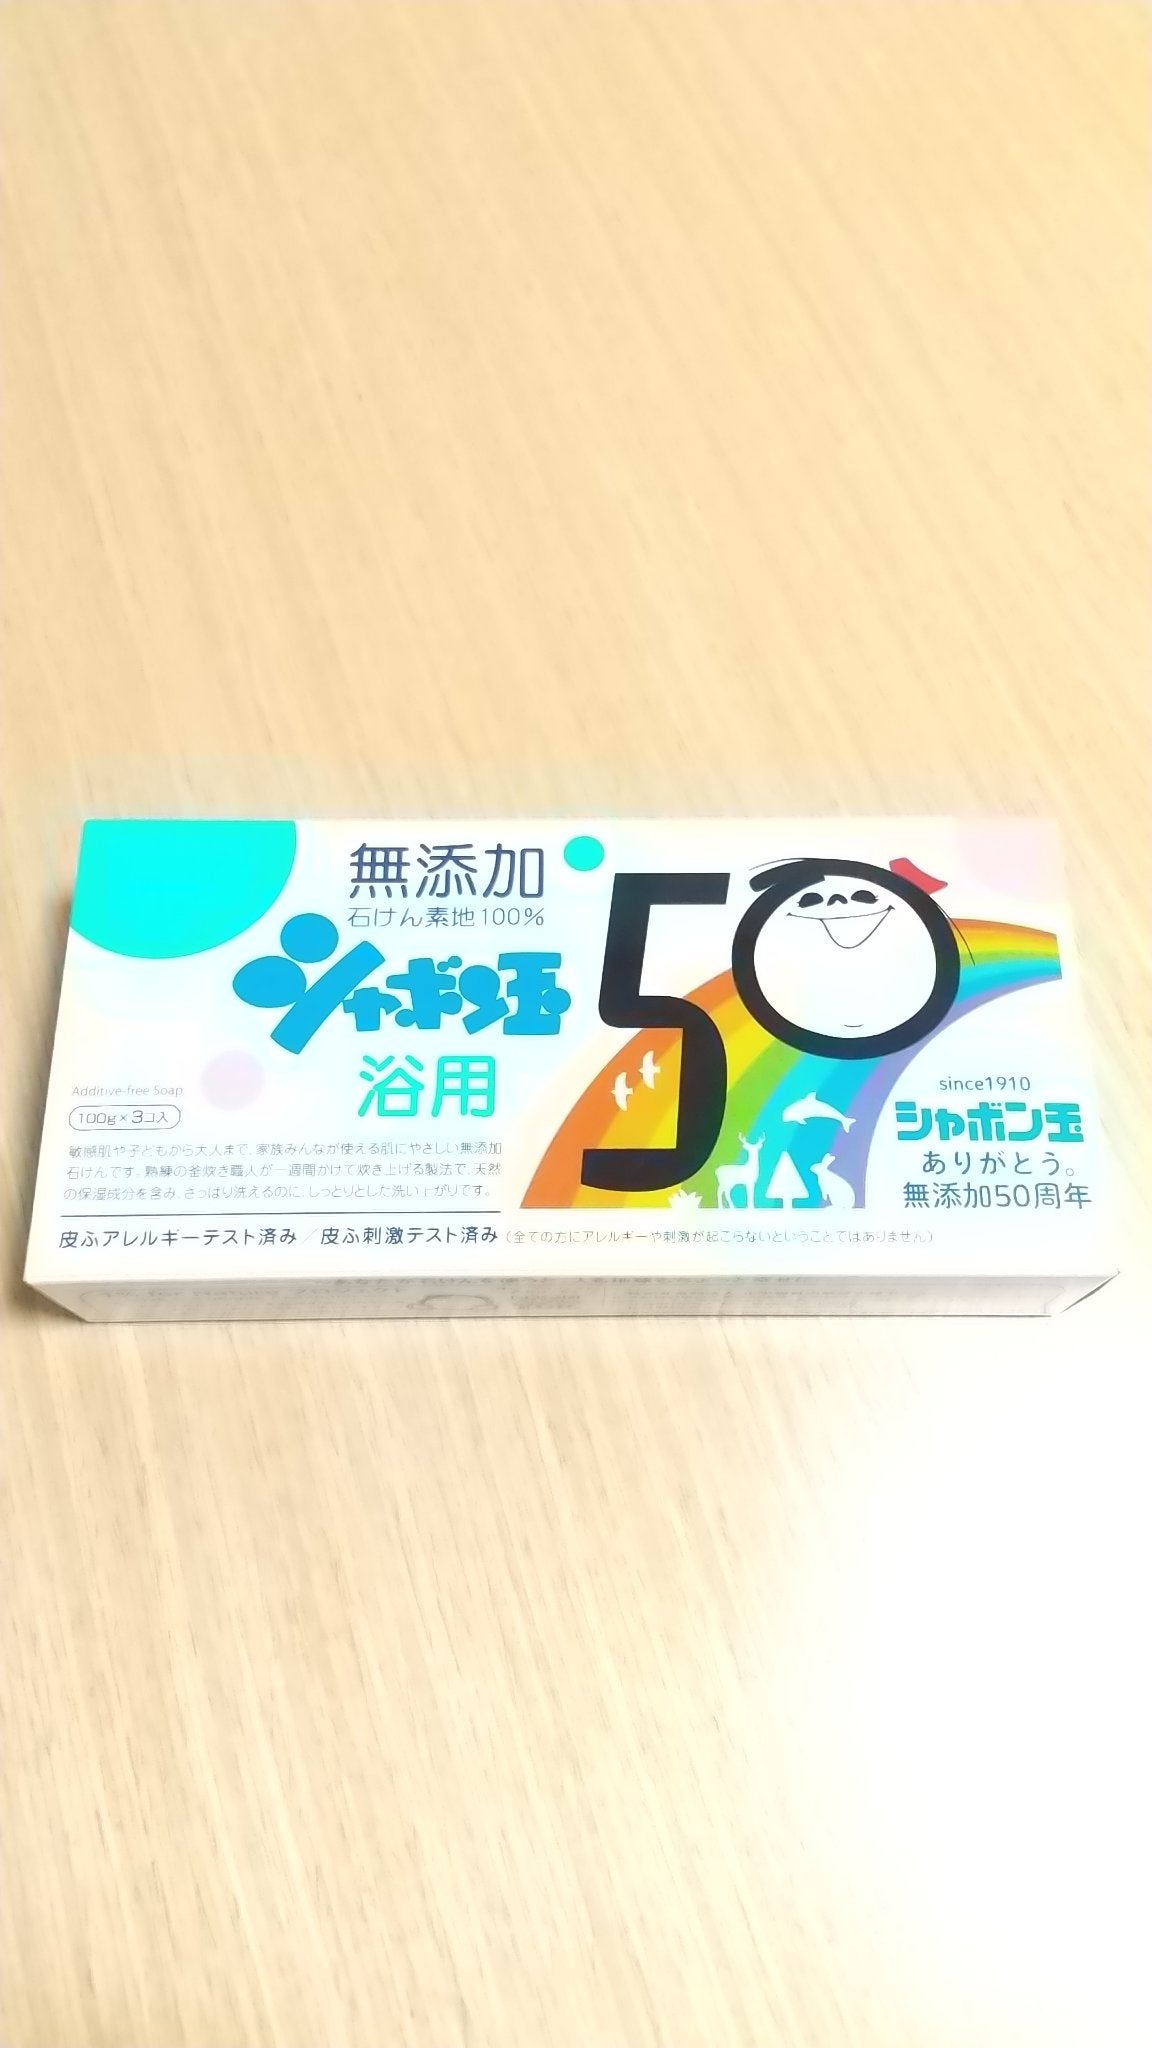 無添加
石けん素地100%
シャボン玉
浴用
Additive-free Soap
100g×3コ入
敏感肌や子どもから大人まで、家族みんなが使える肌にやさしい無添加
石けんです。熟練の釜炊き職人が一週間かけて炊き上げる製法で、天然
の保湿成分を含み、さっぱり洗えるのに、しっとりとした洗い上がりです。
皮ふアレルギーテスト済み／皮ふ刺激テスト済み（全ての方にアレルギーや刺激が起こらないということではありません）
50
since1910
シャボン玉
ありがとう。
無添加50周年